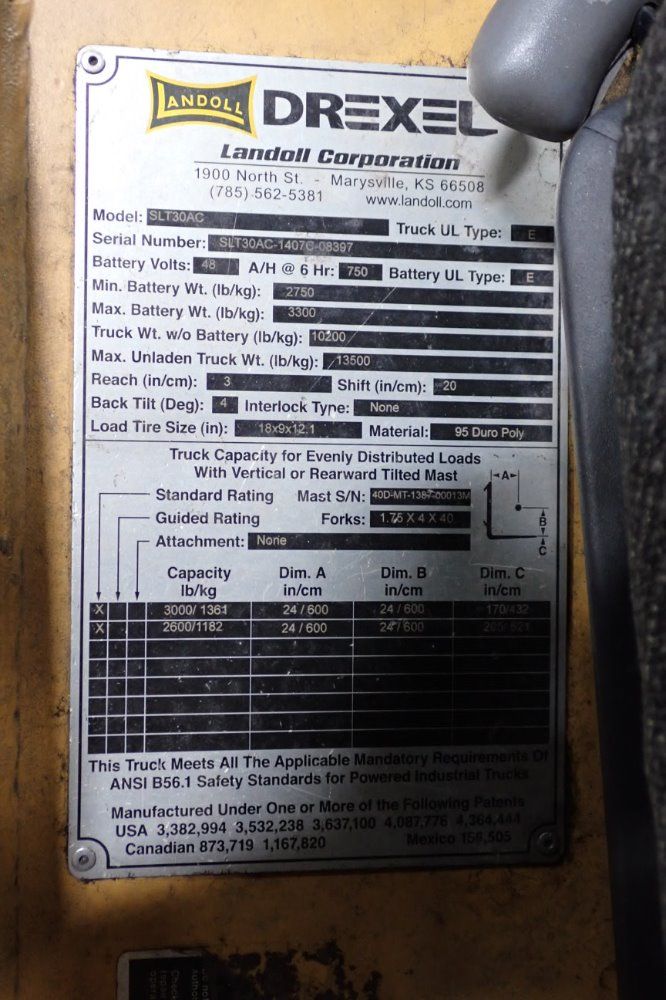 LANDOLL DREXEL
Landoll Corporation
1900 North St. - Marysville, KS 66508
(785) 562-5381 www.landoll.com
Model: SLT30AC Truck UL Type: E
Serial Number: SLT30AC-1407C-08397
Battery Volts: 48 A/H @ 6 Hr: 750 Battery UL Type: E
Min. Battery Wt. (lb/kg): 2750
Max. Battery Wt. (lb/kg): 3300
Truck Wt. w/o Battery (lb/kg): 10200
Max. Unladen Truck Wt. (lb/kg): 13500
Reach (in/cm): 3 Shift (in/cm): 20
Back Tilt (Deg): 4 Interlock Type: None
Load Tire Size (in): 18x9x12.1 Material: 95 Duro Poly
Truck Capacity for Evenly Distributed Loads
With Vertical or Rearward Tilted Mast
Standard Rating Mast S/N: 40D-MT-1387-00013M
Guided Rating Forks: 1.75 X 4 X 40
Attachment: None
A
B
C
Capacity Dim. A Dim. B Dim. C
lb/kg in/cm in/cm in/cm
X 3000/ 1361 24 / 600 24 / 600 170/432
X 2600/1182 24 / 600 24 / 600 205/521
This Truck Meets All The Applicable Mandatory Requirements Of
ANSI B56.1 Safety Standards for Powered Industrial Trucks
Manufactured Under One or More of the Following Patents
USA 3,382,994 3,532,238 3,637,100 4,087,776 4,364,444
Canadian 873,719 1,167,820 Mexico 158,505